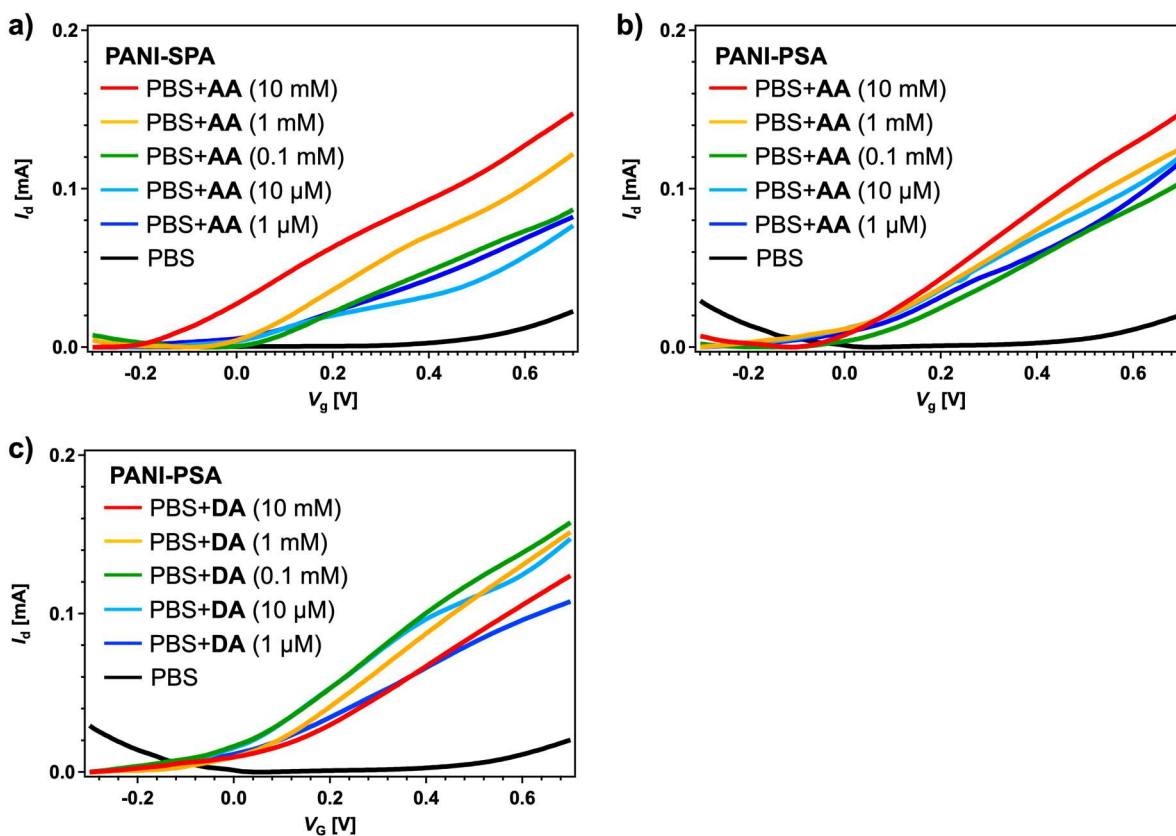 a)
0.2
PANI-SPA
PBS+AA (10 mM)
PBS+AA (1 mM)
PBS+AA (0.1 mM)
PBS+AA (10 µM)
PBS+AA (1 µM)
PBS
0.1
0.0
Id [mA]
-0.2 0.0 0.2 0.4 0.6
Vg [V]
b)
0.2
PANI-PSA
PBS+AA (10 mM)
PBS+AA (1 mM)
PBS+AA (0.1 mM)
PBS+AA (10 µM)
PBS+AA (1 µM)
PBS
0.1
0.0
Id [mA]
-0.2 0.0 0.2 0.4 0.6
Vg [V]
c)
0.2
PANI-PSA
PBS+DA (10 mM)
PBS+DA (1 mM)
PBS+DA (0.1 mM)
PBS+DA (10 µM)
PBS+DA (1 µM)
PBS
0.1
0.0
Id [mA]
-0.2 0.0 0.2 0.4 0.6
VG [V]